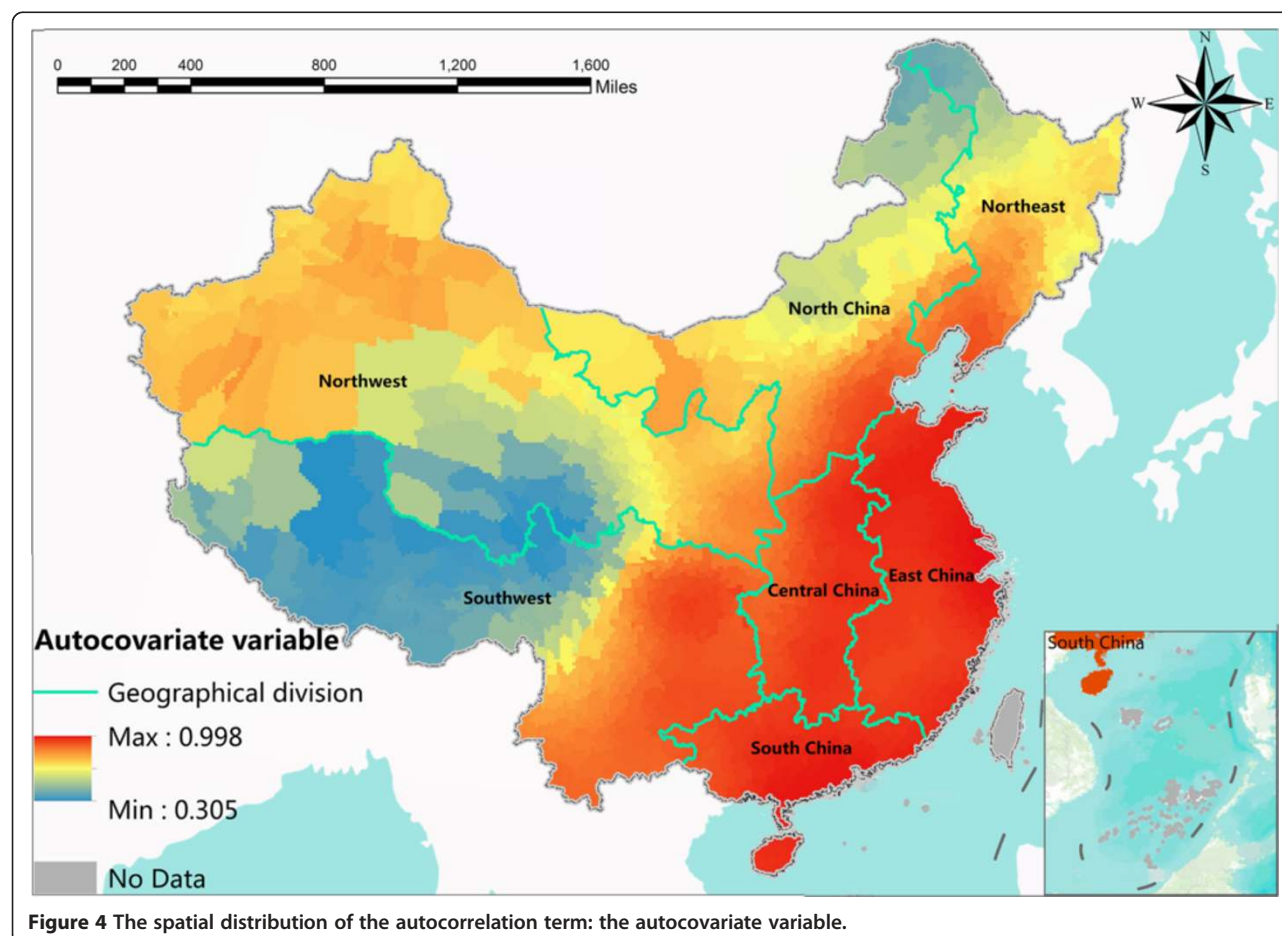 0 200 400 800 1,200 1,600
Miles
N
W E
S
Northeast
North China
Northwest
Southwest
Central China
East China
South China
Autocovariate variable
Geographical division
Max : 0.998
Min : 0.305
No Data
South China
Figure 4 The spatial distribution of the autocorrelation term: the autocovariate variable.